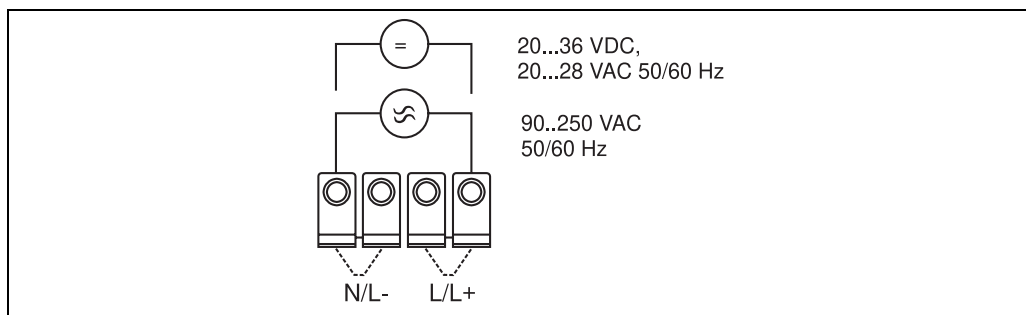 =
20...36 VDC,
20...28 VAC 50/60 Hz
90..250 VAC
50/60 Hz
N/L- L/L+